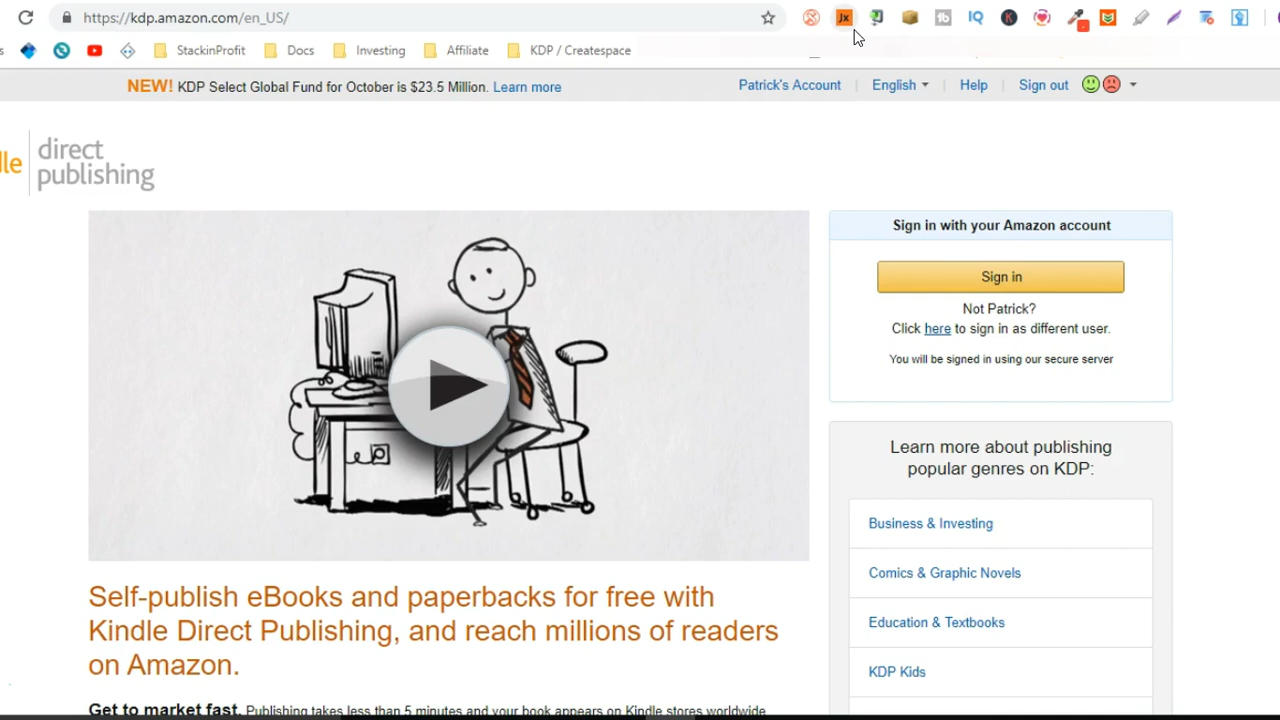 https://kdp.amazon.com/en_US/
Jx
tb
IQ
K
s
StackinProfit
Docs
Investing
Affiliate
KDP / Createspace
NEW! KDP Select Global Fund for October is $23.5 Million. Learn more
Patrick's Account
English
Help
Sign out
dle
direct
publishing
Sign in with your Amazon account
Sign in
Not Patrick?
Click here to sign in as different user.
You will be signed in using our secure server
Learn more about publishing
popular genres on KDP:
Business & Investing
Comics & Graphic Novels
Education & Textbooks
KDP Kids
Self-publish eBooks and paperbacks for free with
Kindle Direct Publishing, and reach millions of readers
on Amazon.
Get to market fast. Publishing takes less than 5 minutes and your book appears on Kindle stores worldwide